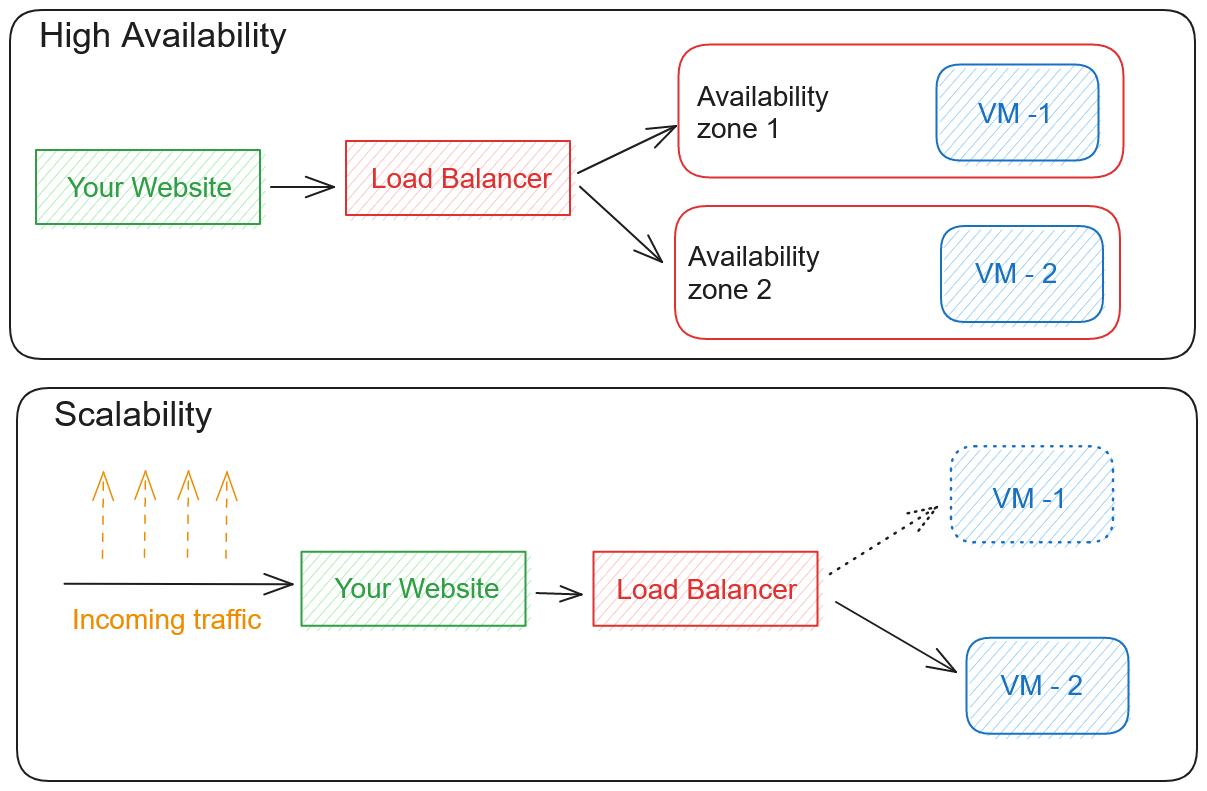 High Availability
Availability
zone 1
VM -1
Your Website
Load Balancer
Availability
zone 2
VM - 2
Scalability
Incoming traffic
Your Website
Load Balancer
VM -1
VM - 2